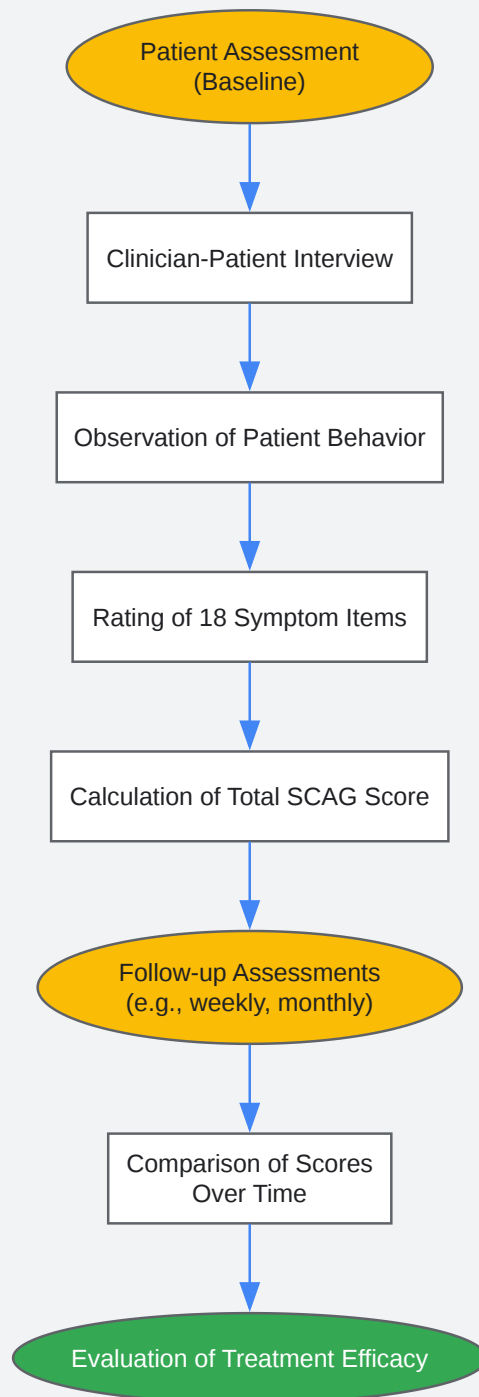 Patient Assessment
(Baseline)
Clinician-Patient Interview
Observation of Patient Behavior
Rating of 18 Symptom Items
Calculation of Total SCAG Score
Follow-up Assessments
(e.g., weekly, monthly)
Comparison of Scores
Over Time
Evaluation of Treatment Efficacy